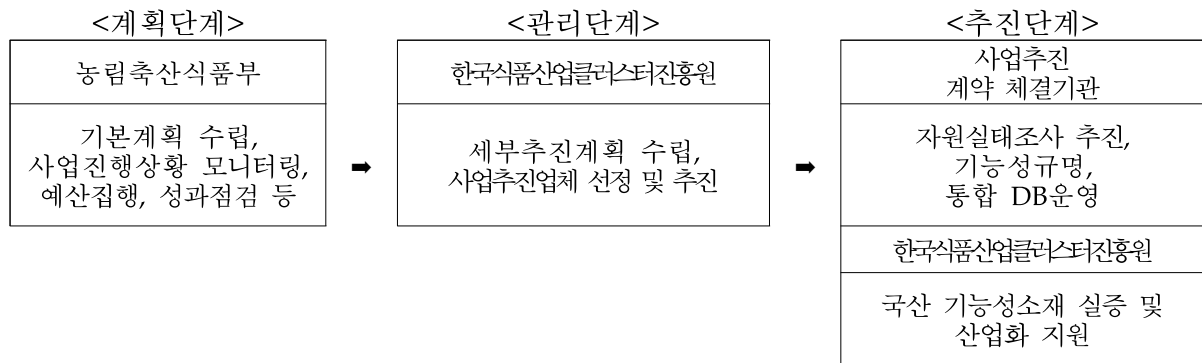 <계획단계>
농림축산식품부
기본계획 수립,
사업진행상황 모니터링,
예산집행, 성과점검 등
➡
<관리단계>
한국식품산업클러스터진흥원
세부추진계획 수립,
사업추진업체 선정 및 추진
➡
<추진단계>
사업추진
계약 체결기관
자원실태조사 추진,
기능성규명,
통합 DB운영
한국식품산업클러스터진흥원
국산 기능성소재 실증 및
산업화 지원